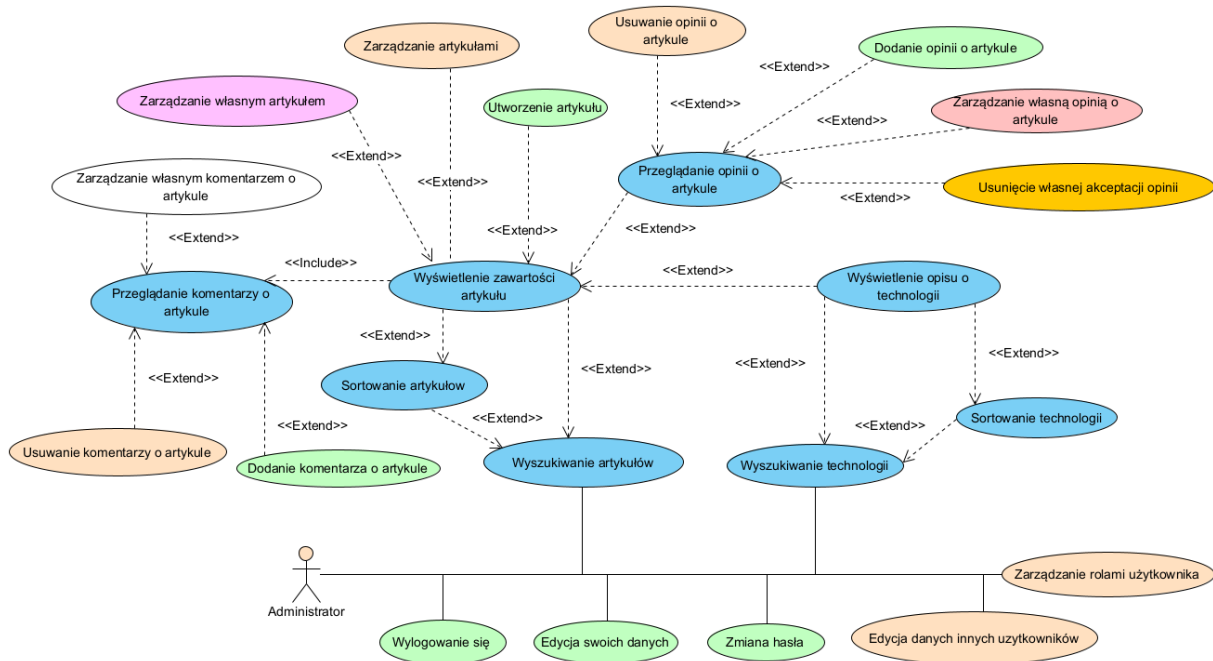 Usuwanie opinii o
artykule
Zarządzanie artykułami
Dodanie opinii o artykule
<<Extend>>
Zarządzanie własnym artykułem
Utworzenie artykułu
<<Extend>>
Zarządzanie własną opinią o
artykule
<<Extend>>
<<Extend>>
Przeglądanie opinii o
artykule
Zarządzanie własnym komentarzem o
artykule
<<Extend>>
<<Extend>>
Usunięcie własnej akceptacji opinii
<<Extend>>
<<Extend>>
<<Extend>>
<<Include>>
<<Extend>>
Wyświetlenie zawartości
artykułu
Wyświetlenie opisu o
technologii
Przeglądanie komentarzy o
artykule
<<Extend>>
<<Extend>>
<<Extend>>
<<Extend>>
<<Extend>>
Sortowanie artykułow
<<Extend>>
<<Extend>>
<<Extend>>
Sortowanie technologii
Usuwanie komentarzy o artykule
Dodanie komentarza o artykule
Wyszukiwanie artykułów
Wyszukiwanie technologii
Administrator
Zarządzanie rolami użytkownika
Wylogowanie się
Edycja swoich danych
Zmiana hasła
Edycja danych innych uzytkowników